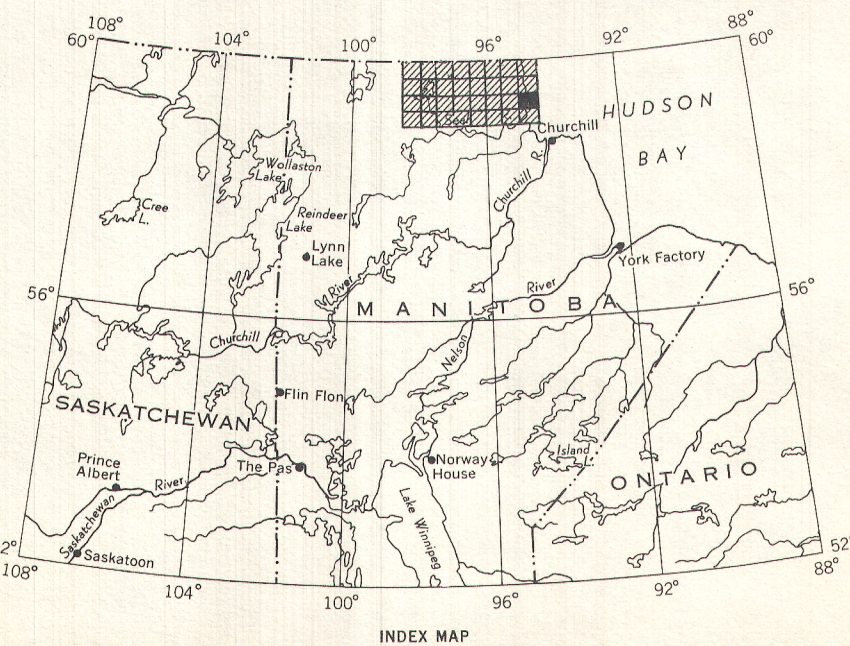 108°
104°
100°
96°
92°
88°
60°
60°
HUDSON
BAY
Seal
Churchill
Churchill R.
Wollaston
Lake
Cree
L.
Reindeer
Lake
Lynn
Lake
River
York Factory
River
56°
56°
MANITOBA
Churchill
Nelson
Flin Flon
SASKATCHEWAN
Prince
Albert
River
The Pas
Norway
House
Island
L.
ONTARIO
Lake Winnipeg
Saskatchewan
Saskatoon
2°
52
108°
104°
100°
96°
92°
88°
INDEX MAP